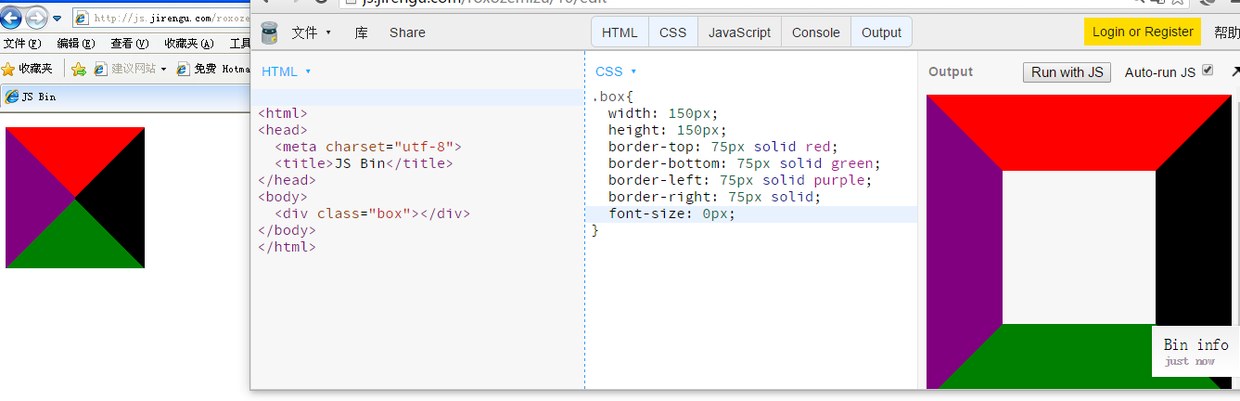 http://js.jirengu.com/roxoze
文件(F) 编辑(E) 查看(V) 收藏夹(A) 工具
收藏夹 建议网站 免费 Hotma
JS Bin
js.jirengu.com/roxozemiza/10/edit
文件 库 Share
HTML CSS JavaScript Console Output
Login or Register 帮助
HTML
<html>
<head>
<meta charset="utf-8">
<title>JS Bin</title>
</head>
<body>
<div class="box"></div>
</body>
</html>
CSS
.box{
width: 150px;
height: 150px;
border-top: 75px solid red;
border-bottom: 75px solid green;
border-left: 75px solid purple;
border-right: 75px solid;
font-size: 0px;
}
Output Run with JS Auto-run JS
Bin info
just now